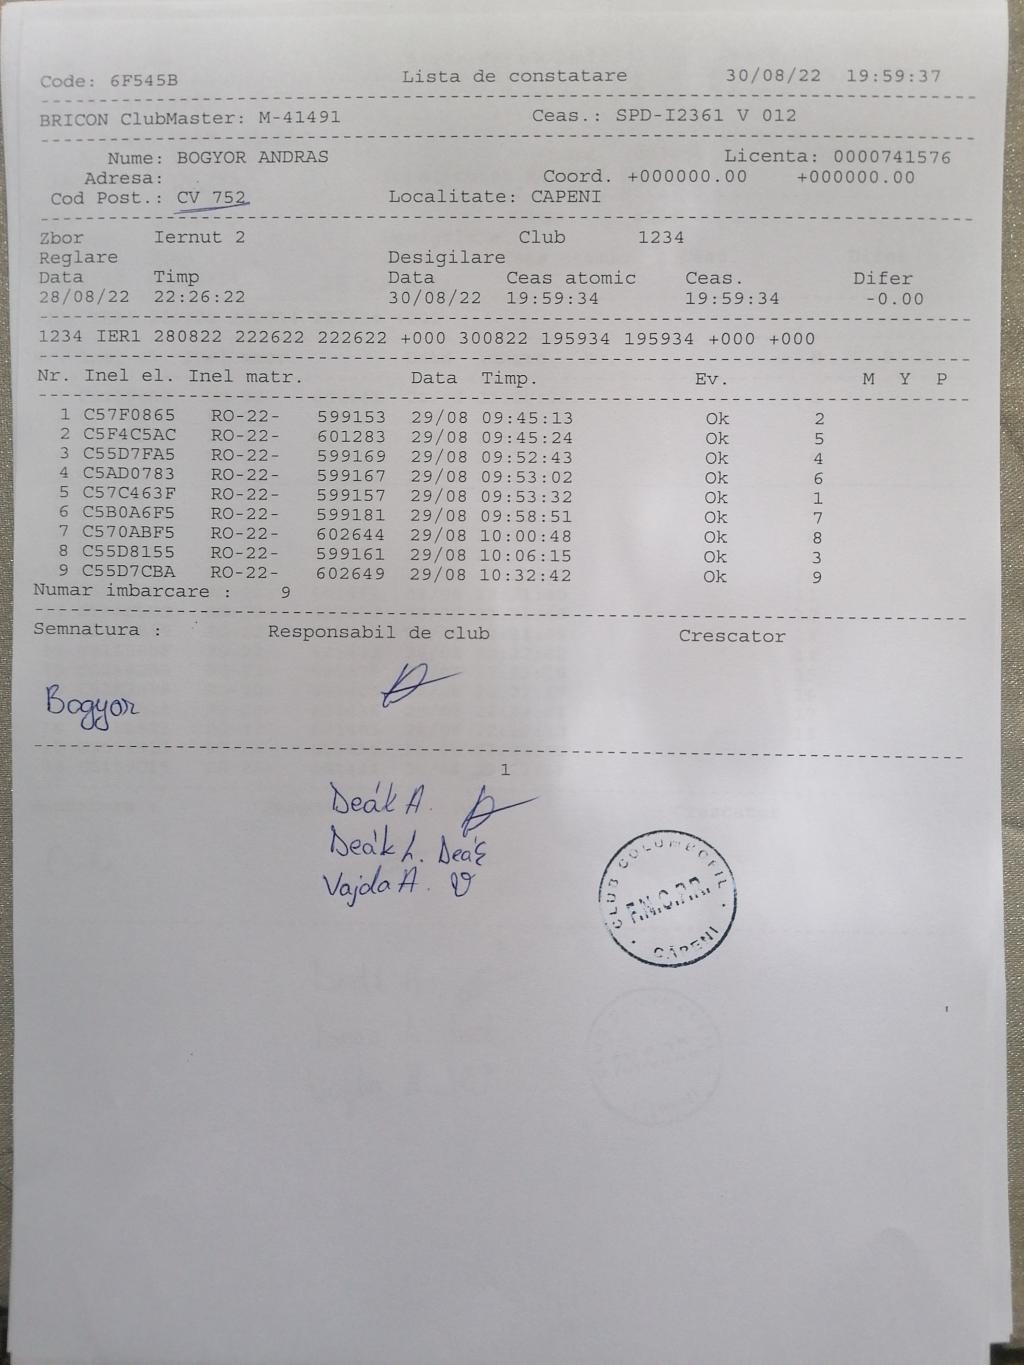 Code: 6F545B Lista de constatare 30/08/22 19:59:37
BRICON ClubMaster: M-41491 Ceas.: SPD-I2361 V 012
Nume: BOGYOR ANDRAS Licenta: 0000741576
Adresa: Coord. +000000.00 +000000.00
Cod Post.: CV 752 Localitate: CAPENI
Zbor Iernut 2 Club 1234
Reglare Desigilare
Data Timp Data Ceas atomic Ceas. Difer
28/08/22 22:26:22 30/08/22 19:59:34 19:59:34 -0.00
1234 IER1 280822 222622 222622 +000 300822 195934 195934 +000 +000
Nr. Inel el. Inel matr. Data Timp. Ev. M Y P
1 C57F0865 RO-22- 599153 29/08 09:45:13 Ok 2
2 C5F4C5AC RO-22- 601283 29/08 09:45:24 Ok 5
3 C55D7FA5 RO-22- 599169 29/08 09:52:43 Ok 4
4 C5AD0783 RO-22- 599167 29/08 09:53:02 Ok 6
5 C57C463F RO-22- 599157 29/08 09:53:32 Ok 1
6 C5B0A6F5 RO-22- 599181 29/08 09:58:51 Ok 7
7 C570ABF5 RO-22- 602644 29/08 10:00:48 Ok 8
8 C55D8155 RO-22- 599161 29/08 10:06:15 Ok 3
9 C55D7CBA RO-22- 602649 29/08 10:32:42 Ok 9
Numar imbarcare : 9
Semnatura : Responsabil de club Crescator
Bogyor
1
Deák A.
Deák L. Deák
Vajda A. V
CLUB COLUMBOFIL
F.N.C.P.R.
CĂPENI